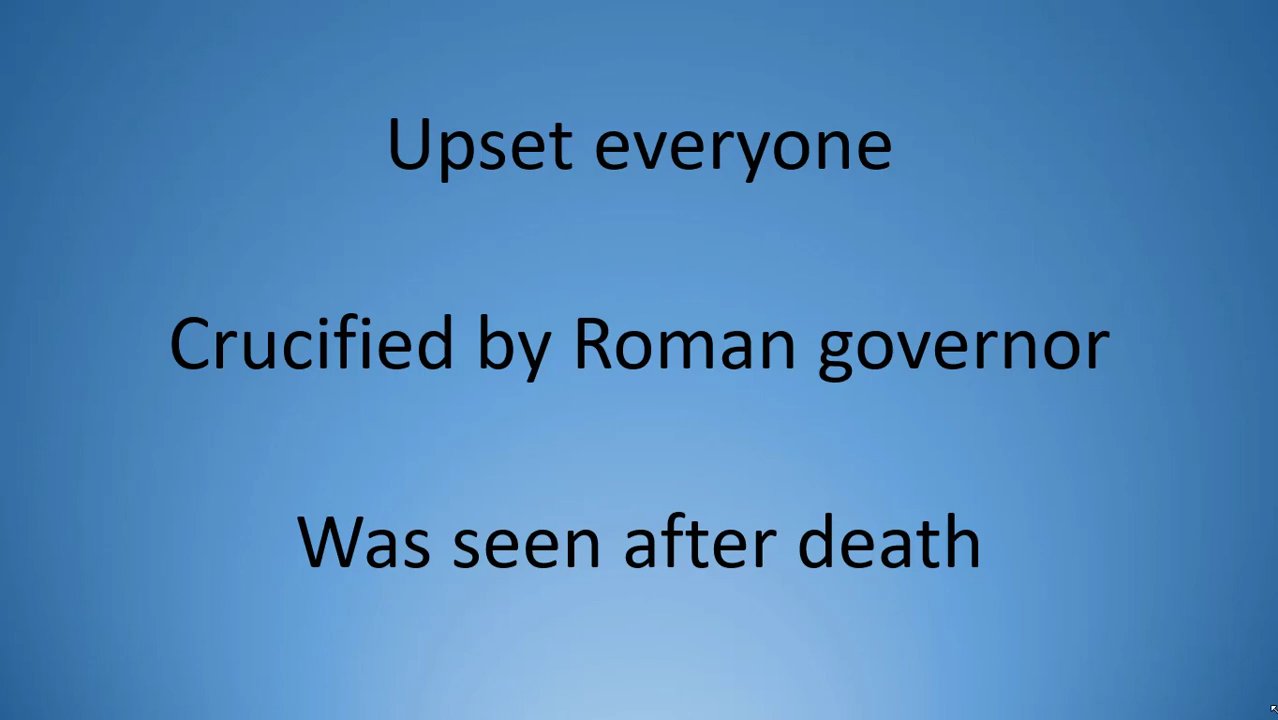 Upset everyone
Crucified by Roman governor
Was seen after death